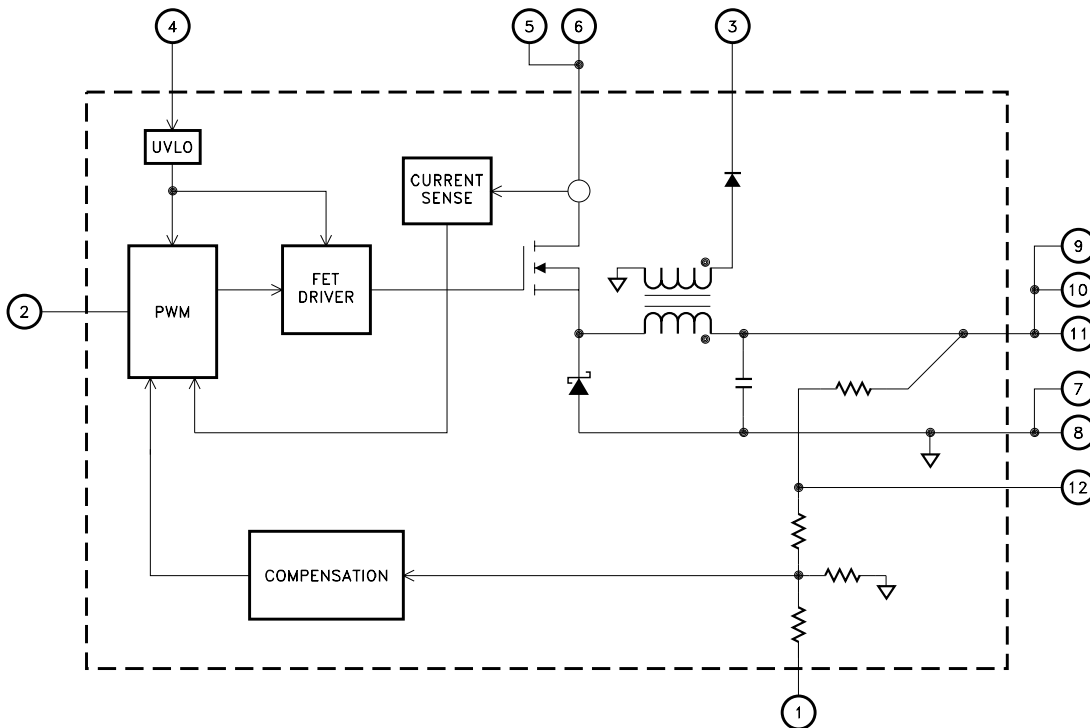 4
5
6
3
UVLO
CURRENT
SENSE
9
FET
DRIVER
10
PWM
2
11
7
8
12
COMPENSATION
1